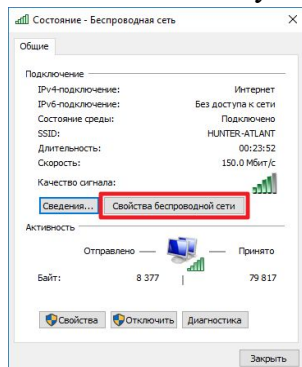 Состояние - Беспроводная сеть
Общие
Подключение
IPv4-подключение: Интернет
IPv6-подключение: Без доступа к сети
Состояние среды: Подключено
SSID: HUNTER-ATLANT
Длительность: 00:23:52
Скорость: 150.0 Мбит/с
Качество сигнала:
Сведения... Свойства беспроводной сети
Активность
Отправлено — — Принято
Байт: 8 377 | 79 817
Свойства Отключить Диагностика
Закрыть